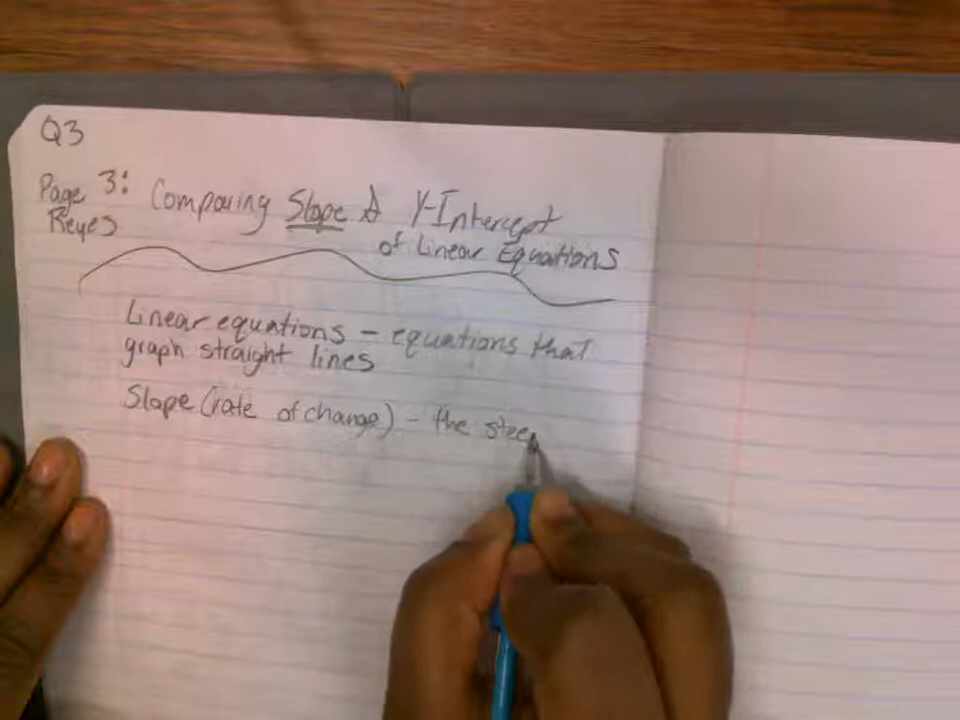 Q3
Page 3: Comparing Slope & Y-Intercept
Reyes
of Linear Equations
Linear equations - equations that
graph straight lines
Slope (rate of change) - the steep